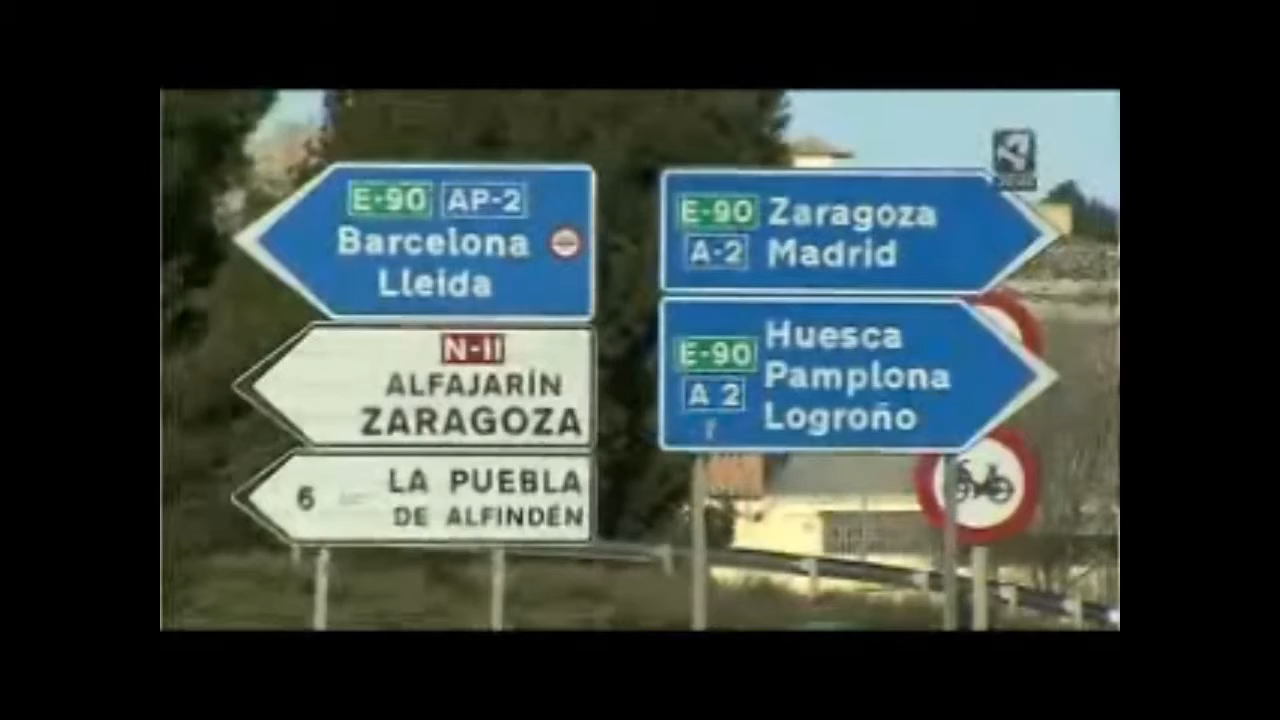 E-90 AP-2
Barcelona
Lleida
N-II
ALFAJARÍN
ZARAGOZA
6 LA PUEBLA
DE ALFINDÉN
E-90 Zaragoza
A-2 Madrid
Huesca
E-90 Pamplona
A 2 Logroño